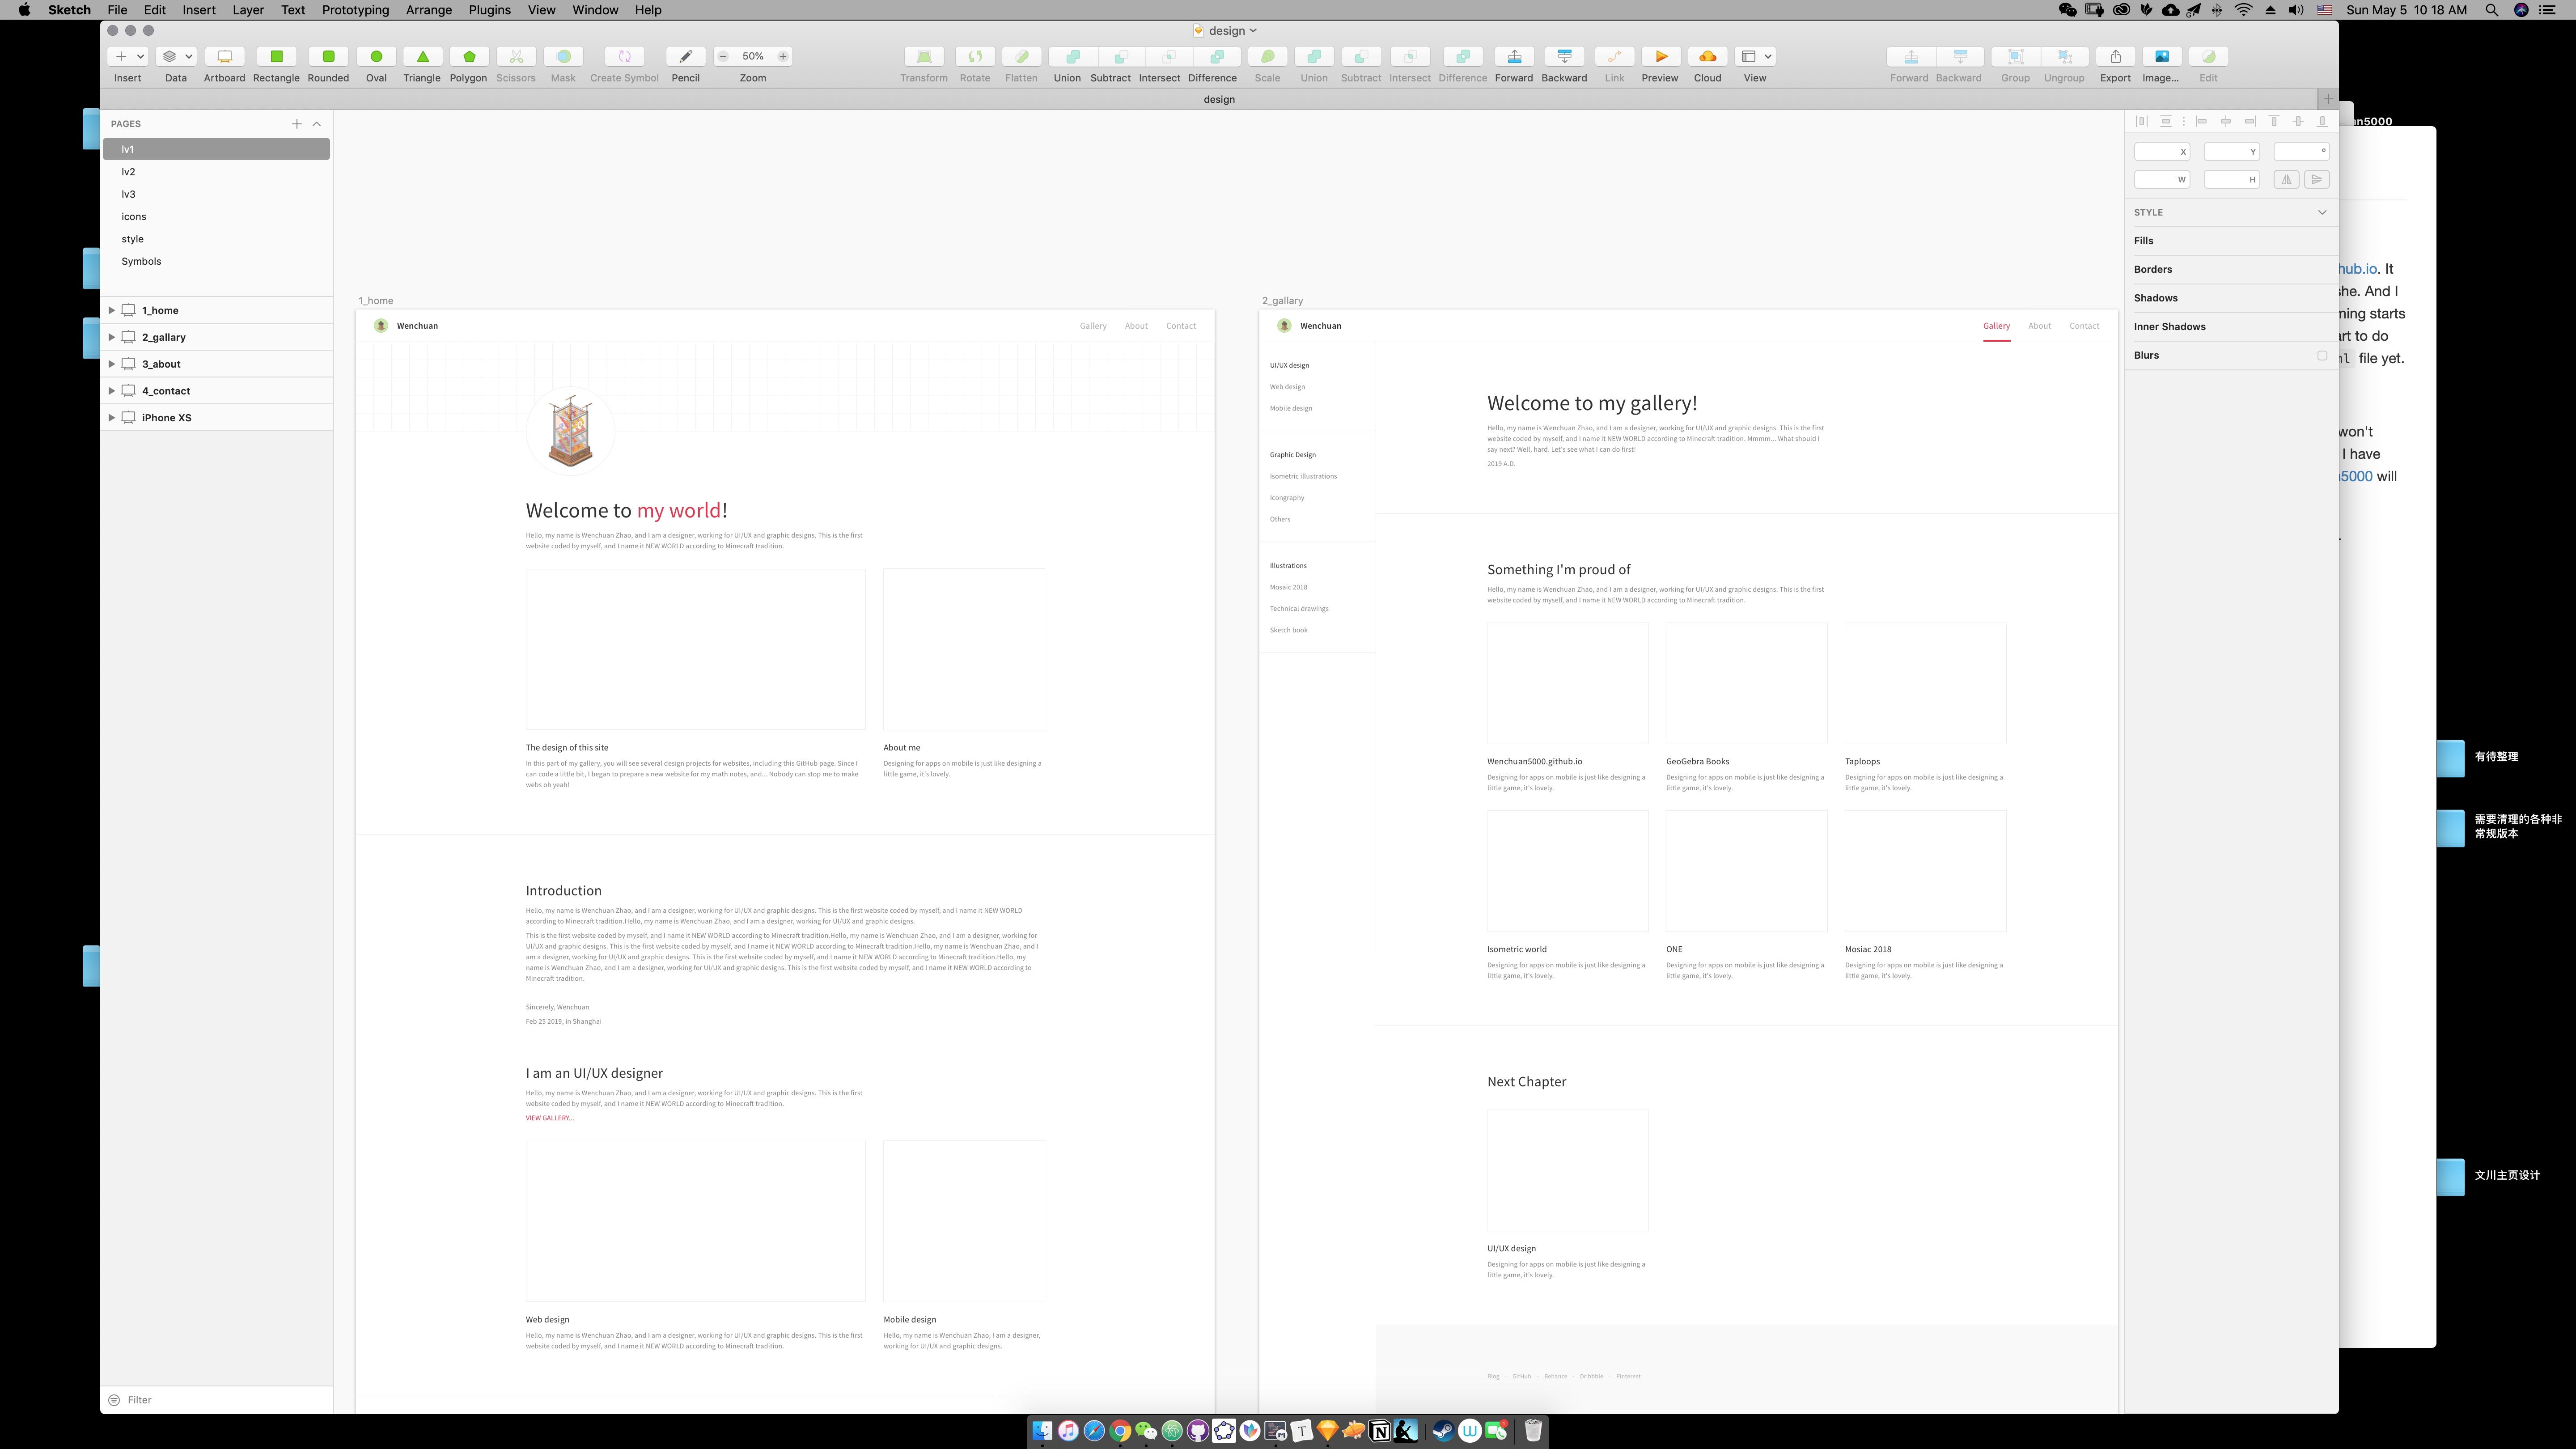 Sketch File Edit Insert Layer Text Prototyping Arrange Plugins View Window Help
Sun May 5 10 18 AM
design
50%
Insert Data Artboard Rectangle Rounded Oval Triangle Polygon Scissors Mask Create Symbol Pencil Zoom Transform Rotate Flatten Union Subtract Intersect Difference Scale Union Subtract Intersect Difference Forward Backward Link Preview Cloud View Forward Backward Group Ungroup Export Image... Edit
design
PAGES
lv1
lv2
lv3
icons
style
Symbols
1_home
2_gallary
3_about
4_contact
iPhone XS
Filter
1_home
Wenchuan
Gallery About Contact
Welcome to my world!
Hello, my name is Wenchuan Zhao, and I am a designer, working for UI/UX and graphic designs. This is the first
website coded by myself, and I name it NEW WORLD according to Minecraft tradition.
The design of this site
In this part of my gallery, you will see several design projects for websites, including this GitHub page. Since I
can code a little bit, I began to prepare a new website for my math notes, and... Nobody can stop me to make
webs oh yeah!
About me
Designing for apps on mobile is just like designing a
little game, it's lovely.
Introduction
Hello, my name is Wenchuan Zhao, and I am a designer, working for UI/UX and graphic designs. This is the first website coded by myself, and I name it NEW WORLD
according to Minecraft tradition.Hello, my name is Wenchuan Zhao, and I am a designer, working for UI/UX and graphic designs.
This is the first website coded by myself, and I name it NEW WORLD according to Minecraft tradition.Hello, my name is Wenchuan Zhao, and I am a designer, working for
UI/UX and graphic designs. This is the first website coded by myself, and I name it NEW WORLD according to Minecraft tradition.Hello, my name is Wenchuan Zhao, and I
am a designer, working for UI/UX and graphic designs. This is the first website coded by myself, and I name it NEW WORLD according to Minecraft tradition.Hello, my
name is Wenchuan Zhao, and I am a designer, working for UI/UX and graphic designs. This is the first website coded by myself, and I name it NEW WORLD according to
Minecraft tradition.
Sincerely, Wenchuan
Feb 25 2019, in Shanghai
I am an UI/UX designer
Hello, my name is Wenchuan Zhao, and I am a designer, working for UI/UX and graphic designs. This is the first
website coded by myself, and I name it NEW WORLD according to Minecraft tradition.
VIEW GALLERY...
Web design
Hello, my name is Wenchuan Zhao, and I am a designer, working for UI/UX and graphic designs. This is the first
website coded by myself, and I name it NEW WORLD according to Minecraft tradition.
Mobile design
Hello, my name is Wenchuan Zhao, I am a designer,
working for UI/UX and graphic designs.
2_gallary
Wenchuan
Gallery About Contact
UI/UX design
Web design
Mobile design
Graphic Design
Isometric illustrations
Icongraphy
Others
Illustrations
Mosaic 2018
Technical drawings
Sketch book
Welcome to my gallery!
Hello, my name is Wenchuan Zhao, and I am a designer, working for UI/UX and graphic designs. This is the first
website coded by myself, and I name it NEW WORLD according to Minecraft tradition. Mmmm... What should I
say next? Well, hard. Let's see what I can do first!
2019 A.D.
Something I'm proud of
Hello, my name is Wenchuan Zhao, and I am a designer, working for UI/UX and graphic designs. This is the first
website coded by myself, and I name it NEW WORLD according to Minecraft tradition.
Wenchuan5000.github.io
Designing for apps on mobile is just like designing a
little game, it's lovely.
GeoGebra Books
Designing for apps on mobile is just like designing a
little game, it's lovely.
Taploops
Designing for apps on mobile is just like designing a
little game, it's lovely.
Isometric world
Designing for apps on mobile is just like designing a
little game, it's lovely.
ONE
Designing for apps on mobile is just like designing a
little game, it's lovely.
Mosiac 2018
Designing for apps on mobile is just like designing a
little game, it's lovely.
Next Chapter
UI/UX design
Designing for apps on mobile is just like designing a
little game, it's lovely.
Blog - GitHub - Behance - Dribbble - Pinterest
X Y °
W H
STYLE
Fills
Borders
Shadows
Inner Shadows
Blurs
n5000
hub.io. It
he. And I
ning starts
rt to do
file yet.
won't
I have
5000 will
有待整理
需要清理的各种非
常规版本
文川主页设计